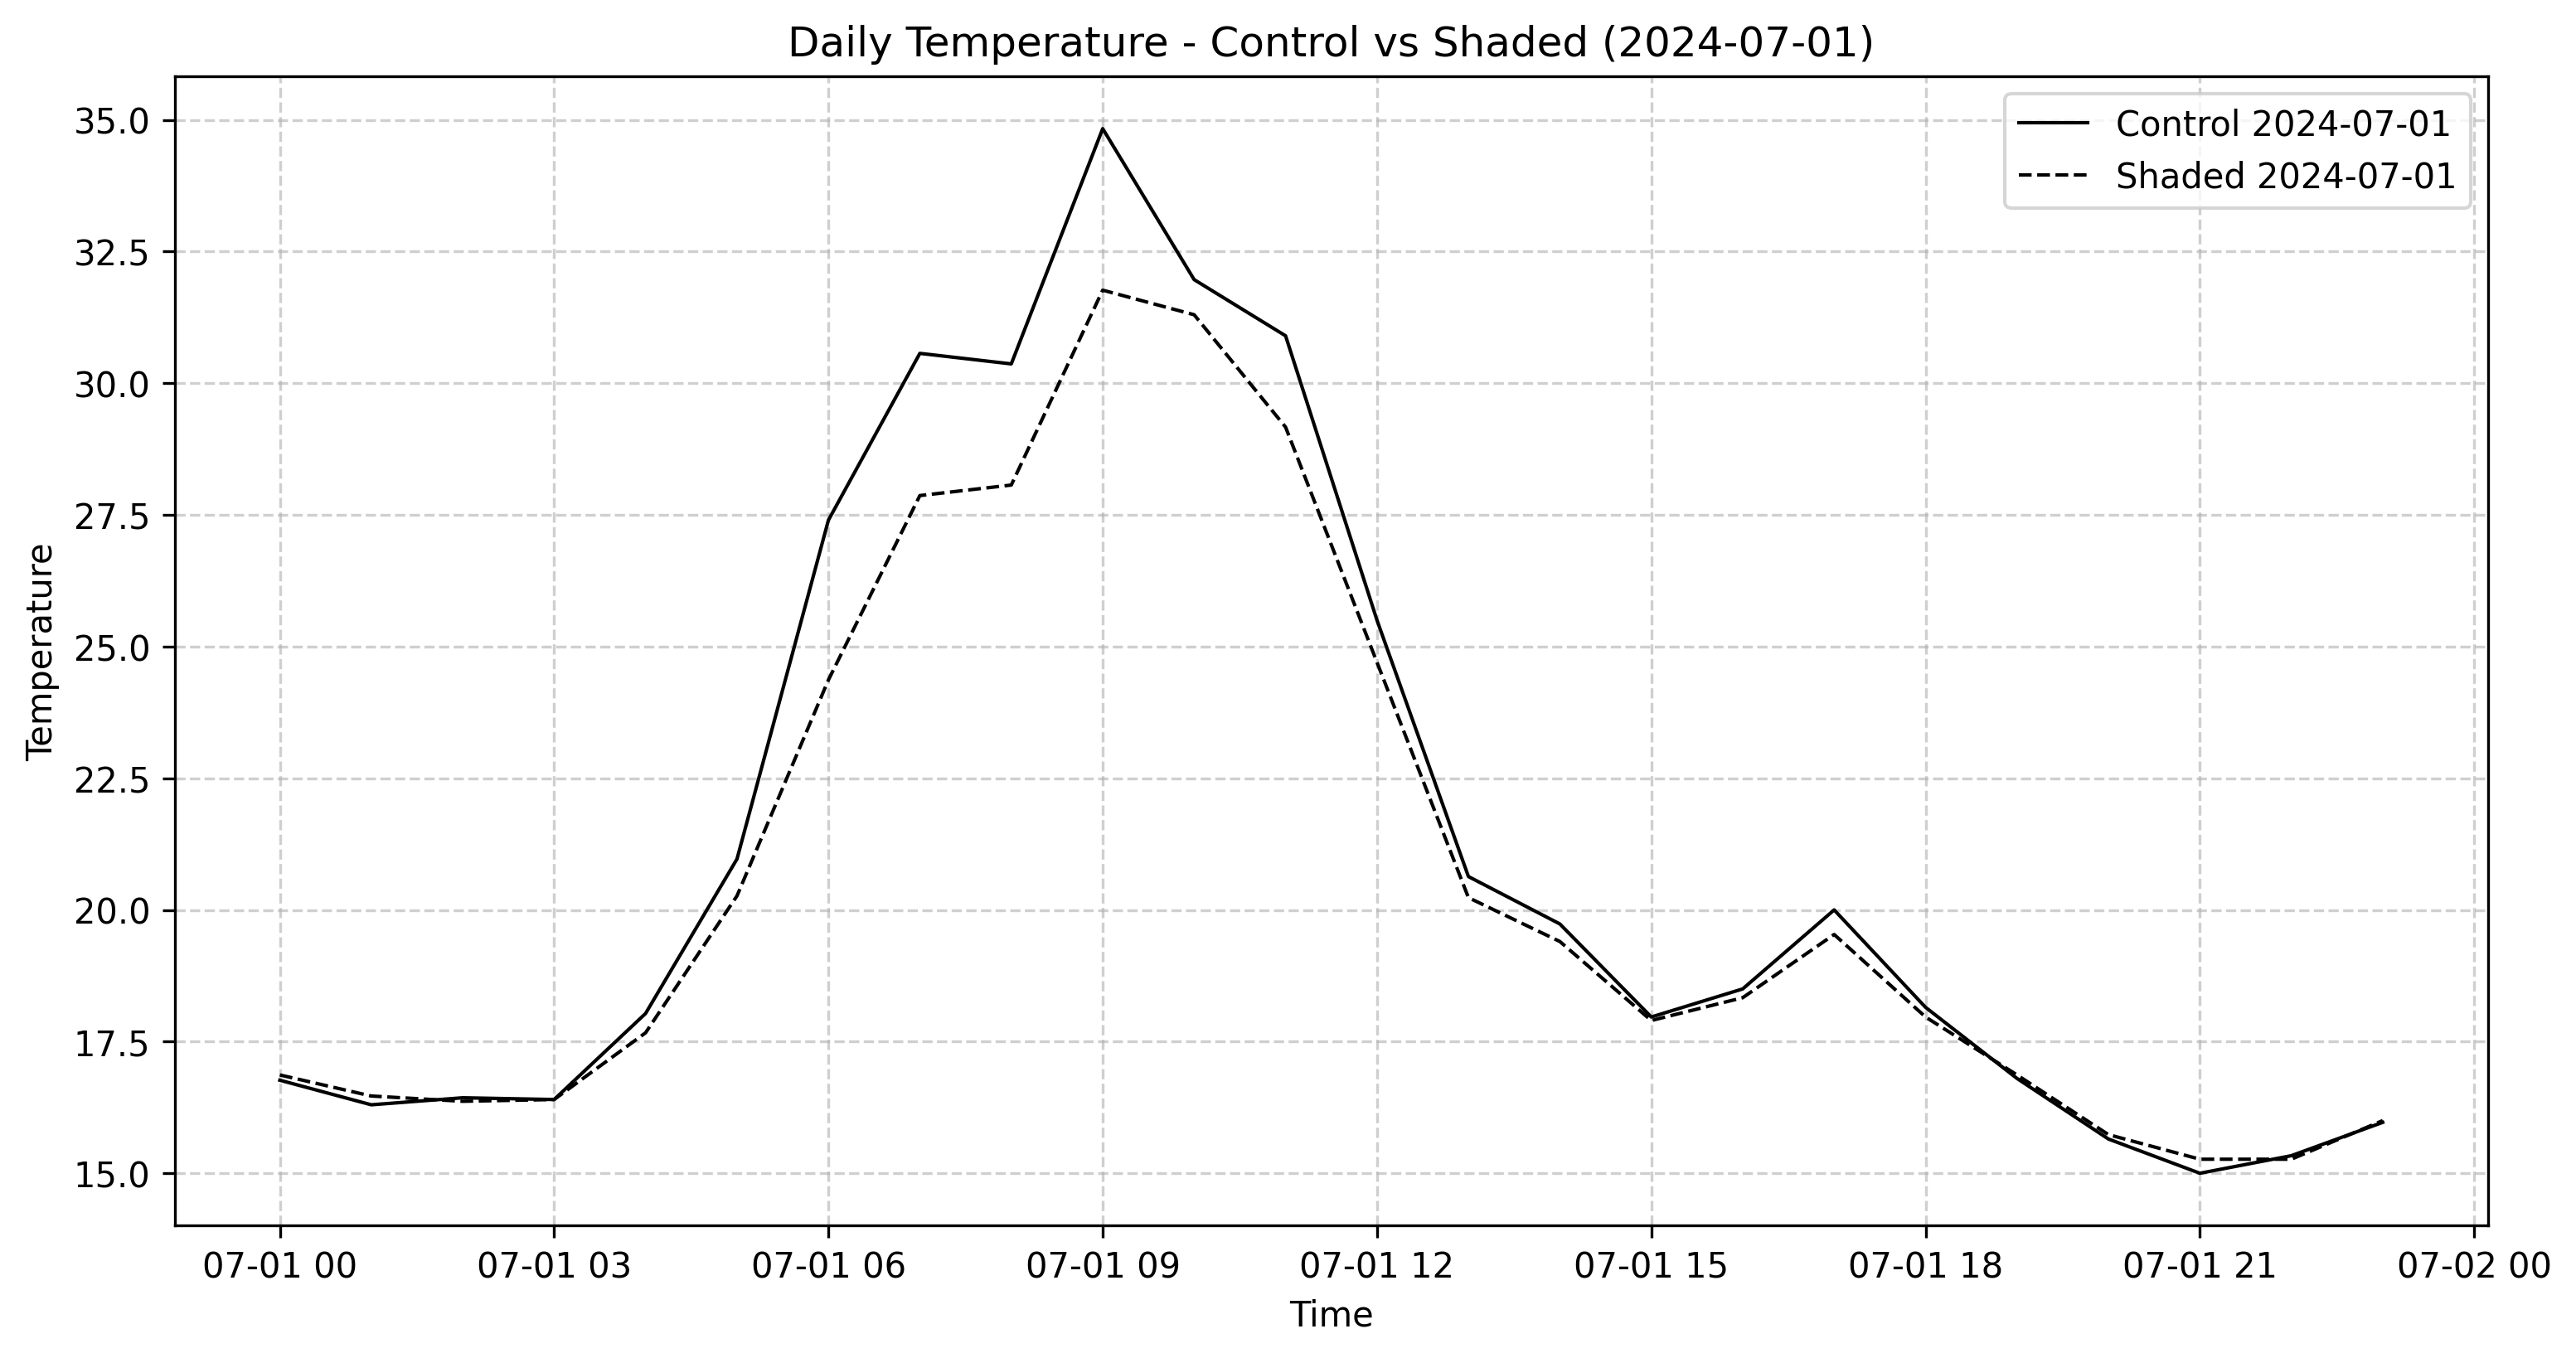 Daily Temperature - Control vs Shaded (2024-07-01)
Control 2024-07-01
Shaded 2024-07-01
Temperature
35.0
32.5
30.0
27.5
25.0
22.5
20.0
17.5
15.0
07-01 00 07-01 03 07-01 06 07-01 09 07-01 12 07-01 15 07-01 18 07-01 21 07-02 00
Time